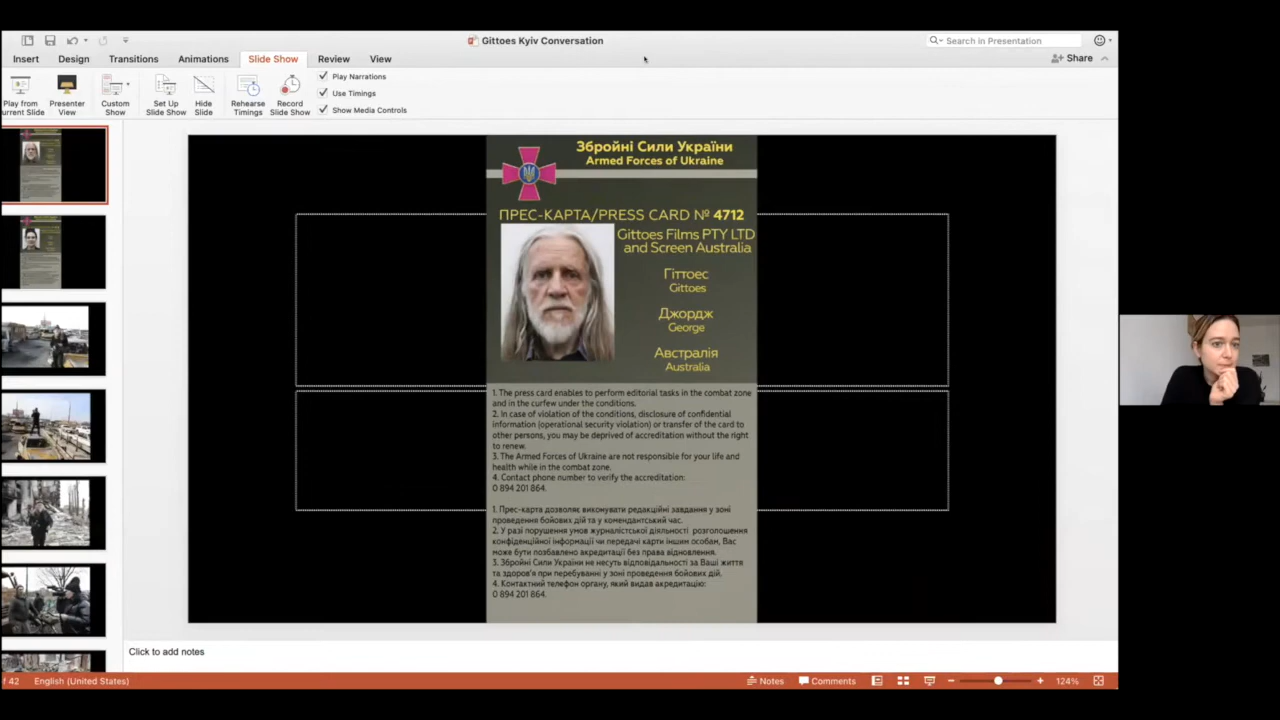 Gittoes Kyiv Conversation
Search in Presentation
Insert
Design
Transitions
Animations
Slide Show
Review
View
Share
Play from
Current Slide
Presenter
View
Custom
Show
Set Up
Slide Show
Hide
Slide
Rehearse
Timings
Record
Slide Show
Play Narrations
Use Timings
Show Media Controls
Збройні Сили України
Armed Forces of Ukraine
ПРЕС-КАРТА/PRESS CARD № 4712
Gittoes Films PTY LTD
and Screen Australia
Гіттоес
Gittoes
Джордж
George
Австралія
Australia
1. The press card enables to perform editorial tasks in the combat zone
and in the curfew under the conditions.
2. In case of violation of the conditions, disclosure of confidential
information (operational security violation) or transfer of the card to
other persons, you may be deprived of accreditation without the right
to renew.
3. The Armed Forces of Ukraine are not responsible for your life and
health while in the combat zone.
4. Contact phone number to verify the accreditation:
0 894 201 864.
1. Прес-карта дозволяє виконувати редакційні завдання у зоні
проведення бойових дій та у комендантський час.
2. У разі порушення умов журналістської діяльності розголошення
конфіденційної інформації чи передачі карти іншим особам, Вас
може бути позбавлено акредитації без права відновлення.
3. Збройні Сили України не несуть відповідальності за Ваші життя
та здоров'я при перебуванні у зоні проведення бойових дій.
4. Контактний телефон органу, який видав акредитацію:
0 894 201 864.
Click to add notes
f 42
English (United States)
Notes
Comments
124%